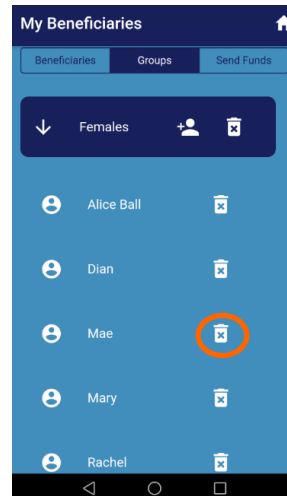 My Beneficiaries
Beneficiaries Groups Send Funds
Females
Alice Ball
Dian
Mae
Mary
Rachel